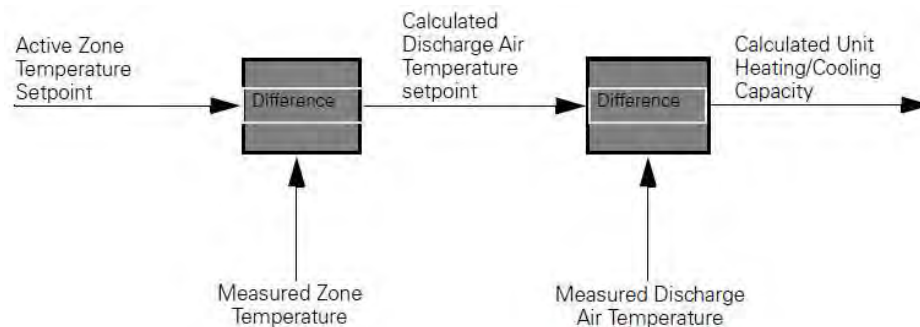 Active Zone
Temperature
Setpoint
Difference
Calculated
Discharge Air
Temperature
setpoint
Difference
Calculated Unit
Heating/Cooling
Capacity
Measured Zone
Temperature
Measured Discharge
Air Temperature